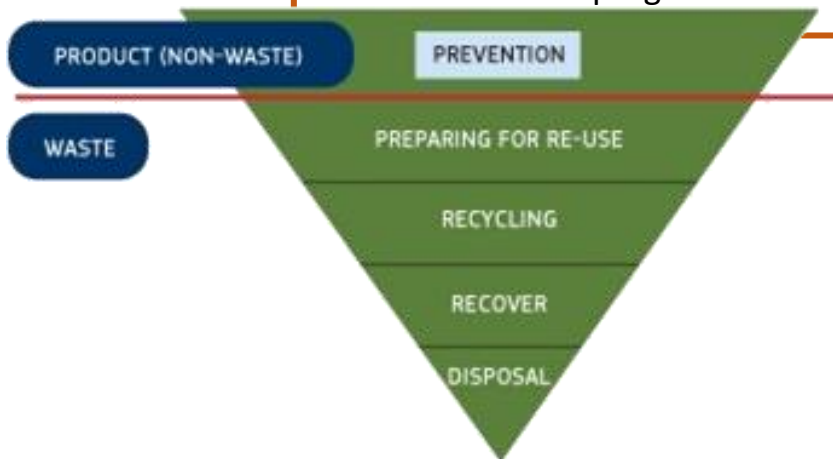 PRODUCT (NON-WASTE)
PREVENTION
WASTE
PREPARING FOR RE-USE
RECYCLING
RECOVER
DISPOSAL